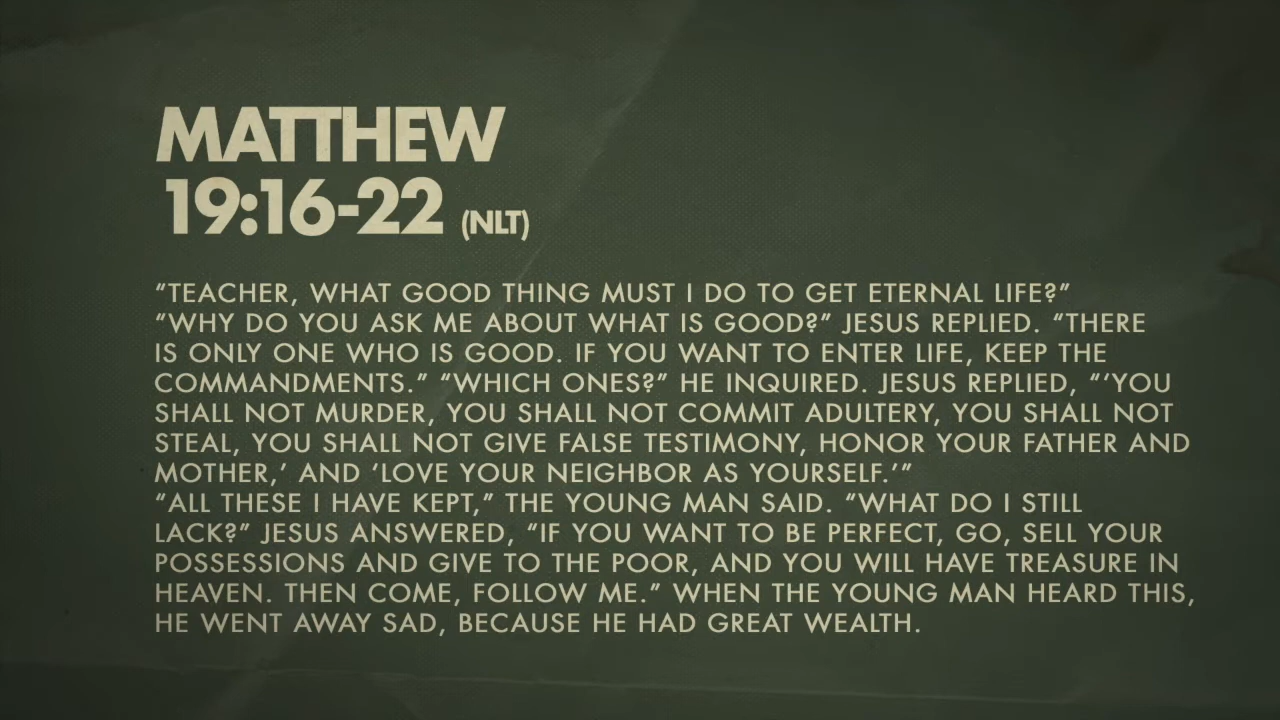 MATTHEW
19:16-22 (NLT)
“TEACHER, WHAT GOOD THING MUST I DO TO GET ETERNAL LIFE?”
“WHY DO YOU ASK ME ABOUT WHAT IS GOOD?” JESUS REPLIED. “THERE
IS ONLY ONE WHO IS GOOD. IF YOU WANT TO ENTER LIFE, KEEP THE
COMMANDMENTS.” “WHICH ONES?” HE INQUIRED. JESUS REPLIED, “‘YOU
SHALL NOT MURDER, YOU SHALL NOT COMMIT ADULTERY, YOU SHALL NOT
STEAL, YOU SHALL NOT GIVE FALSE TESTIMONY, HONOR YOUR FATHER AND
MOTHER,’ AND ‘LOVE YOUR NEIGHBOR AS YOURSELF.’”
“ALL THESE I HAVE KEPT,” THE YOUNG MAN SAID. “WHAT DO I STILL
LACK?” JESUS ANSWERED, “IF YOU WANT TO BE PERFECT, GO, SELL YOUR
POSSESSIONS AND GIVE TO THE POOR, AND YOU WILL HAVE TREASURE IN
HEAVEN. THEN COME, FOLLOW ME.” WHEN THE YOUNG MAN HEARD THIS,
HE WENT AWAY SAD, BECAUSE HE HAD GREAT WEALTH.